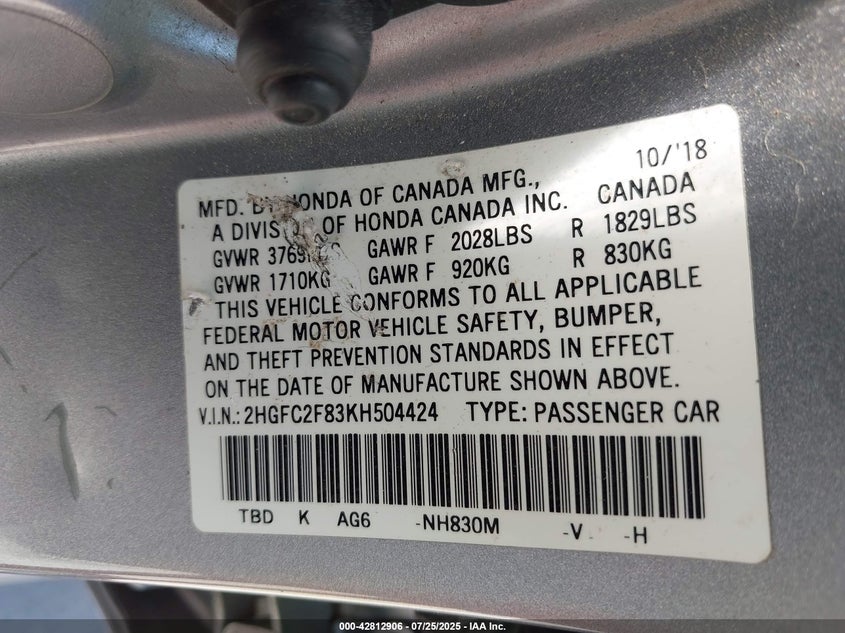 10/'18
MFD. BY HONDA OF CANADA MFG., CANADA
A DIVISION OF HONDA CANADA INC.
GVWR 3769LBS GAWR F 2028LBS R 1829LBS
GVWR 1710KG GAWR F 920KG R 830KG
THIS VEHICLE CONFORMS TO ALL APPLICABLE
FEDERAL MOTOR VEHICLE SAFETY, BUMPER,
AND THEFT PREVENTION STANDARDS IN EFFECT
ON THE DATE OF MANUFACTURE SHOWN ABOVE.
V.I.N.: 2HGFC2F83KH504424 TYPE: PASSENGER CAR
TBD K AG6 -NH830M -V -H
000-42812906 - 07/25/2025 - IAA Inc.